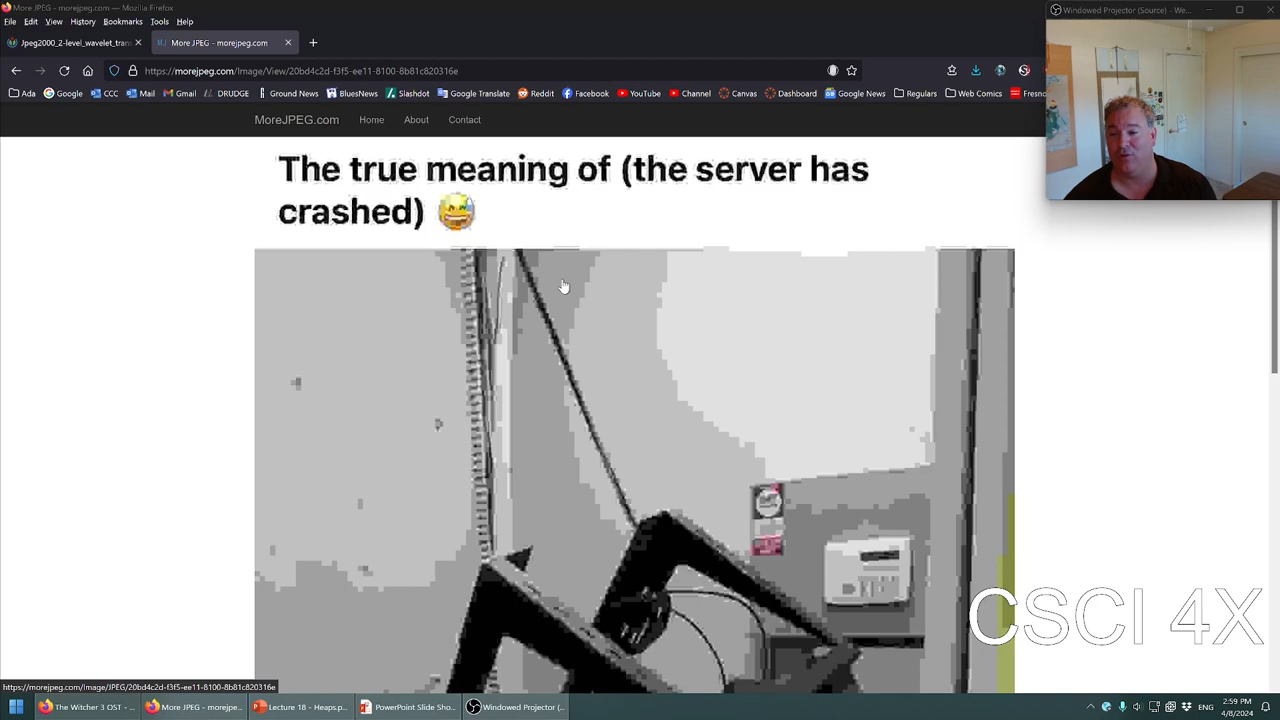 More JPEG - morejpeg.com — Mozilla Firefox
File Edit View History Bookmarks Tools Help
Jpeg2000_2-level_wavelet_tran
More JPEG - morejpeg.com
https://morejpeg.com/Image/View/20bd4c2d-f3f5-ee11-8100-8b81c820316e
Ada Google CCC Mail Gmail DRUDGE Ground News BluesNews Slashdot Google Translate Reddit Facebook YouTube Channel Canvas Dashboard Google News Regulars Web Comics Fresno
Windowed Projector (Source) - We...
MoreJPEG.com Home About Contact
The true meaning of (the server has
crashed) 😅
CSCI 4X
https://morejpeg.com/Image/JPEG/20bd4c2d-f3f5-ee11-8100-8b81c820316e
The Witcher 3 OST - ... More JPEG - morejpe... Lecture 18 - Heaps.p... PowerPoint Slide Sho... Windowed Projector (... ENG 2:59 PM
4/8/2024